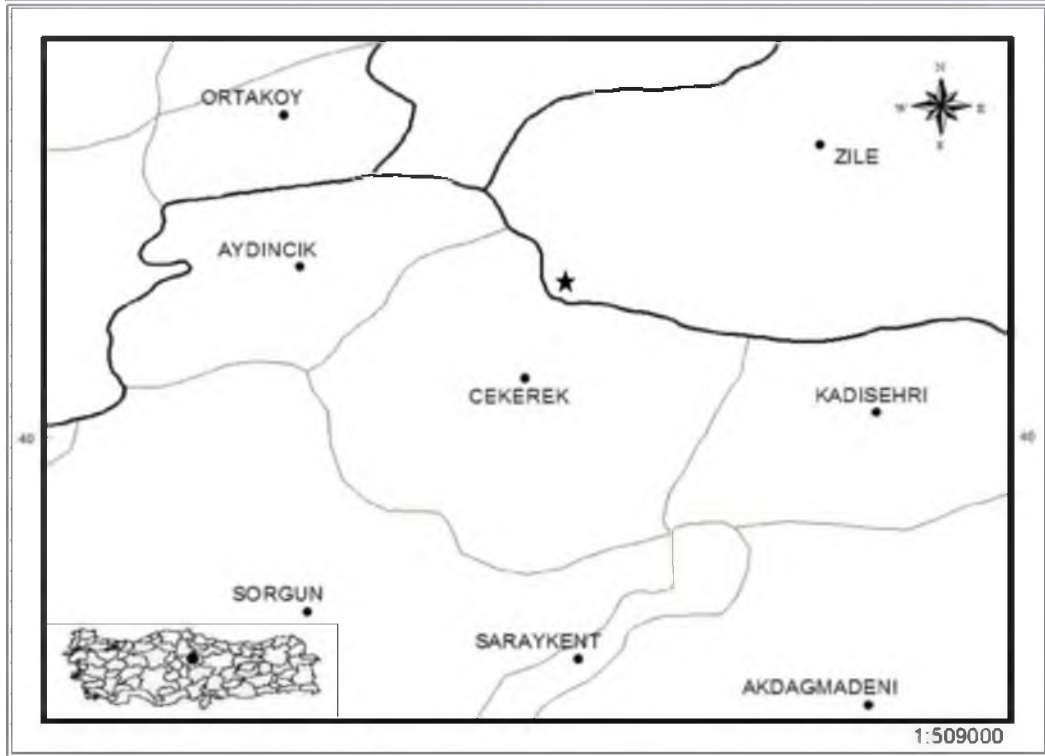 N
ORTAKOY
W
E
ZILE
AYDINCIK
CEKEREK
KADISEHRI
40
40
SORGUN
SARAYKENT
AKDAGMADENI
1:509000